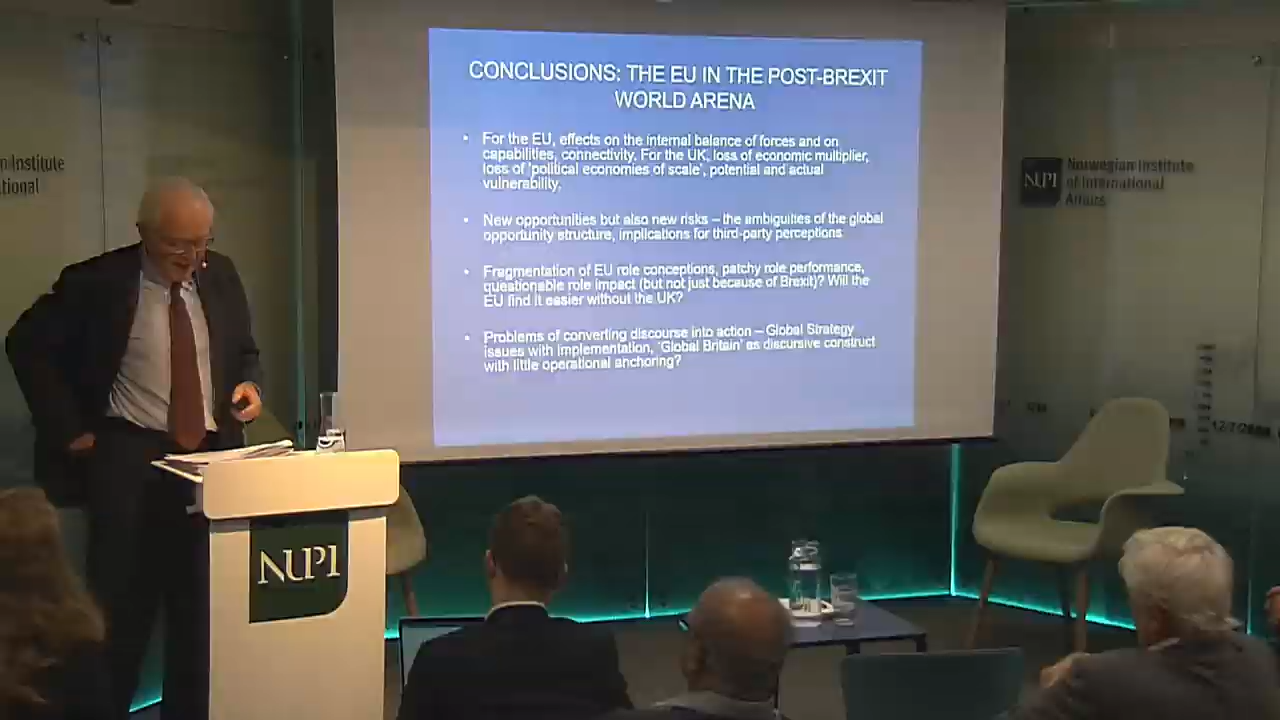 CONCLUSIONS: THE EU IN THE POST-BREXIT
WORLD ARENA
• For the EU, effects on the internal balance of forces and on
capabilities, connectivity. For the UK, loss of economic multiplier,
loss of 'political economies of scale', potential and actual
vulnerability,
• New opportunities but also new risks – the ambiguities of the global
opportunity structure, implications for third-party perceptions
• Fragmentation of EU role conceptions, patchy role performance,
questionable role impact (but not just because of Brexit)? Will the
EU find it easier without the UK?
• Problems of converting discourse into action – Global Strategy
issues with implementation, 'Global Britain' as discursive construct
with little operational anchoring?
n Institute
tional
NUPI
Norwegian Institute
of International
Affairs
NUPI